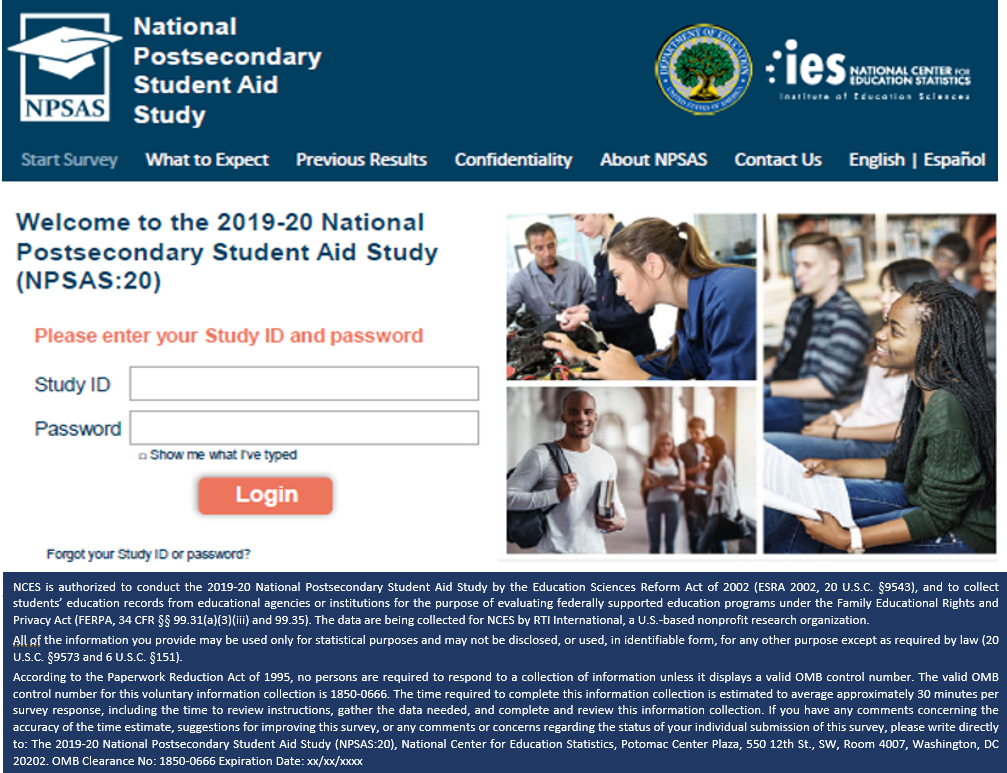 National
Postsecondary
Student Aid
Study
NPSAS
DEPARTMENT OF EDUCATION
UNITED STATES OF AMERICA
ies NATIONAL CENTER FOR
EDUCATION STATISTICS
Institute of Education Sciences
Start Survey What to Expect Previous Results Confidentiality About NPSAS Contact Us English | Español
Welcome to the 2019-20 National
Postsecondary Student Aid Study
(NPSAS:20)
Please enter your Study ID and password
Study ID
Password
Show me what I've typed
Login
Forgot your Study ID or password?
NCES is authorized to conduct the 2019-20 National Postsecondary Student Aid Study by the Education Sciences Reform Act of 2002 (ESRA 2002, 20 U.S.C. §9543), and to collect
students’ education records from educational agencies or institutions for the purpose of evaluating federally supported education programs under the Family Educational Rights and
Privacy Act (FERPA, 34 CFR §§ 99.31(a)(3)(iii) and 99.35). The data are being collected for NCES by RTI International, a U.S.-based nonprofit research organization.
All of the information you provide may be used only for statistical purposes and may not be disclosed, or used, in identifiable form, for any other purpose except as required by law (20
U.S.C. §9573 and 6 U.S.C. §151).
According to the Paperwork Reduction Act of 1995, no persons are required to respond to a collection of information unless it displays a valid OMB control number. The valid OMB
control number for this voluntary information collection is 1850-0666. The time required to complete this information collection is estimated to average approximately 30 minutes per
survey response, including the time to review instructions, gather the data needed, and complete and review this information collection. If you have any comments concerning the
accuracy of the time estimate, suggestions for improving this survey, or any comments or concerns regarding the status of your individual submission of this survey, please write directly
to: The 2019-20 National Postsecondary Student Aid Study (NPSAS:20), National Center for Education Statistics, Potomac Center Plaza, 550 12th St., SW, Room 4007, Washington, DC
20202. OMB Clearance No: 1850-0666 Expiration Date: xx/xx/xxxx